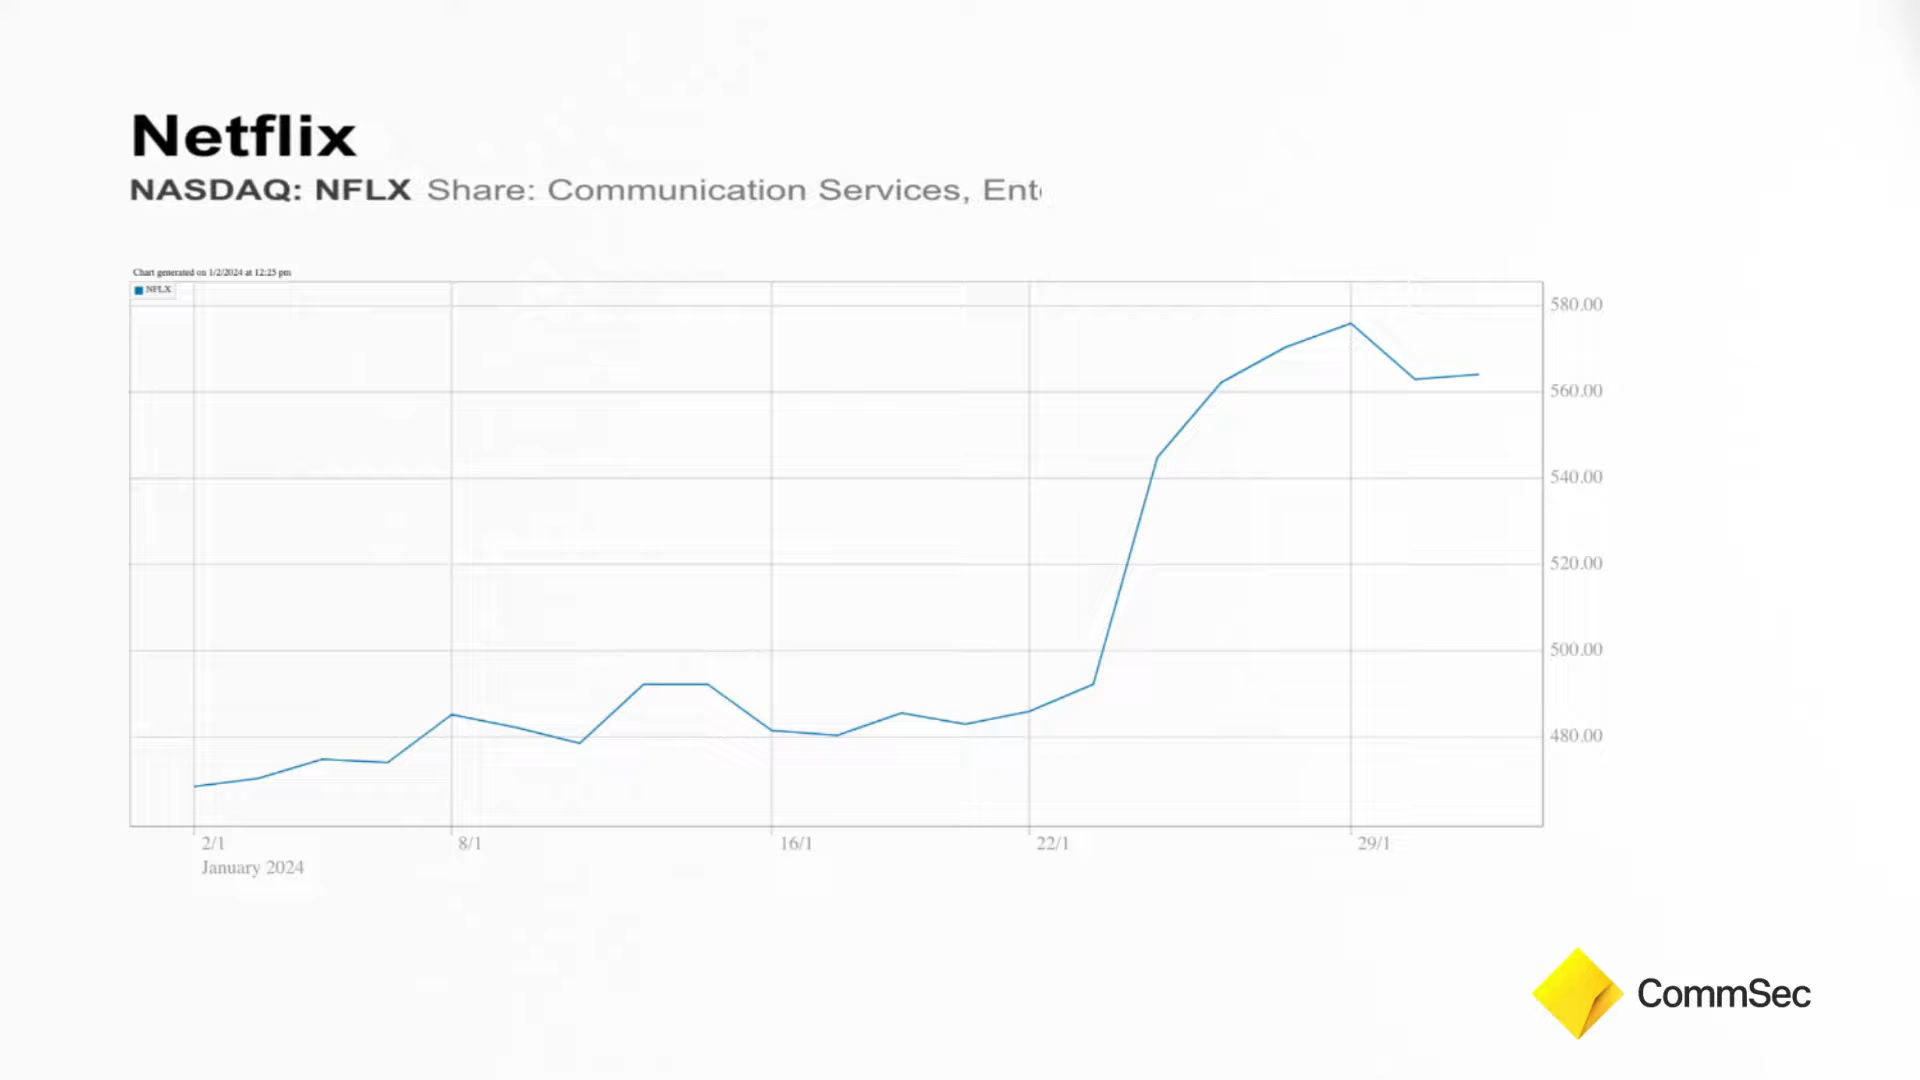 Netflix
NASDAQ: NFLX Share: Communication Services, Ent
Chart generated on 1/2/2024 at 12:25 pm
NFLX
580.00
560.00
540.00
520.00
500.00
480.00
2/1 8/1 16/1 22/1 29/1
January 2024
CommSec